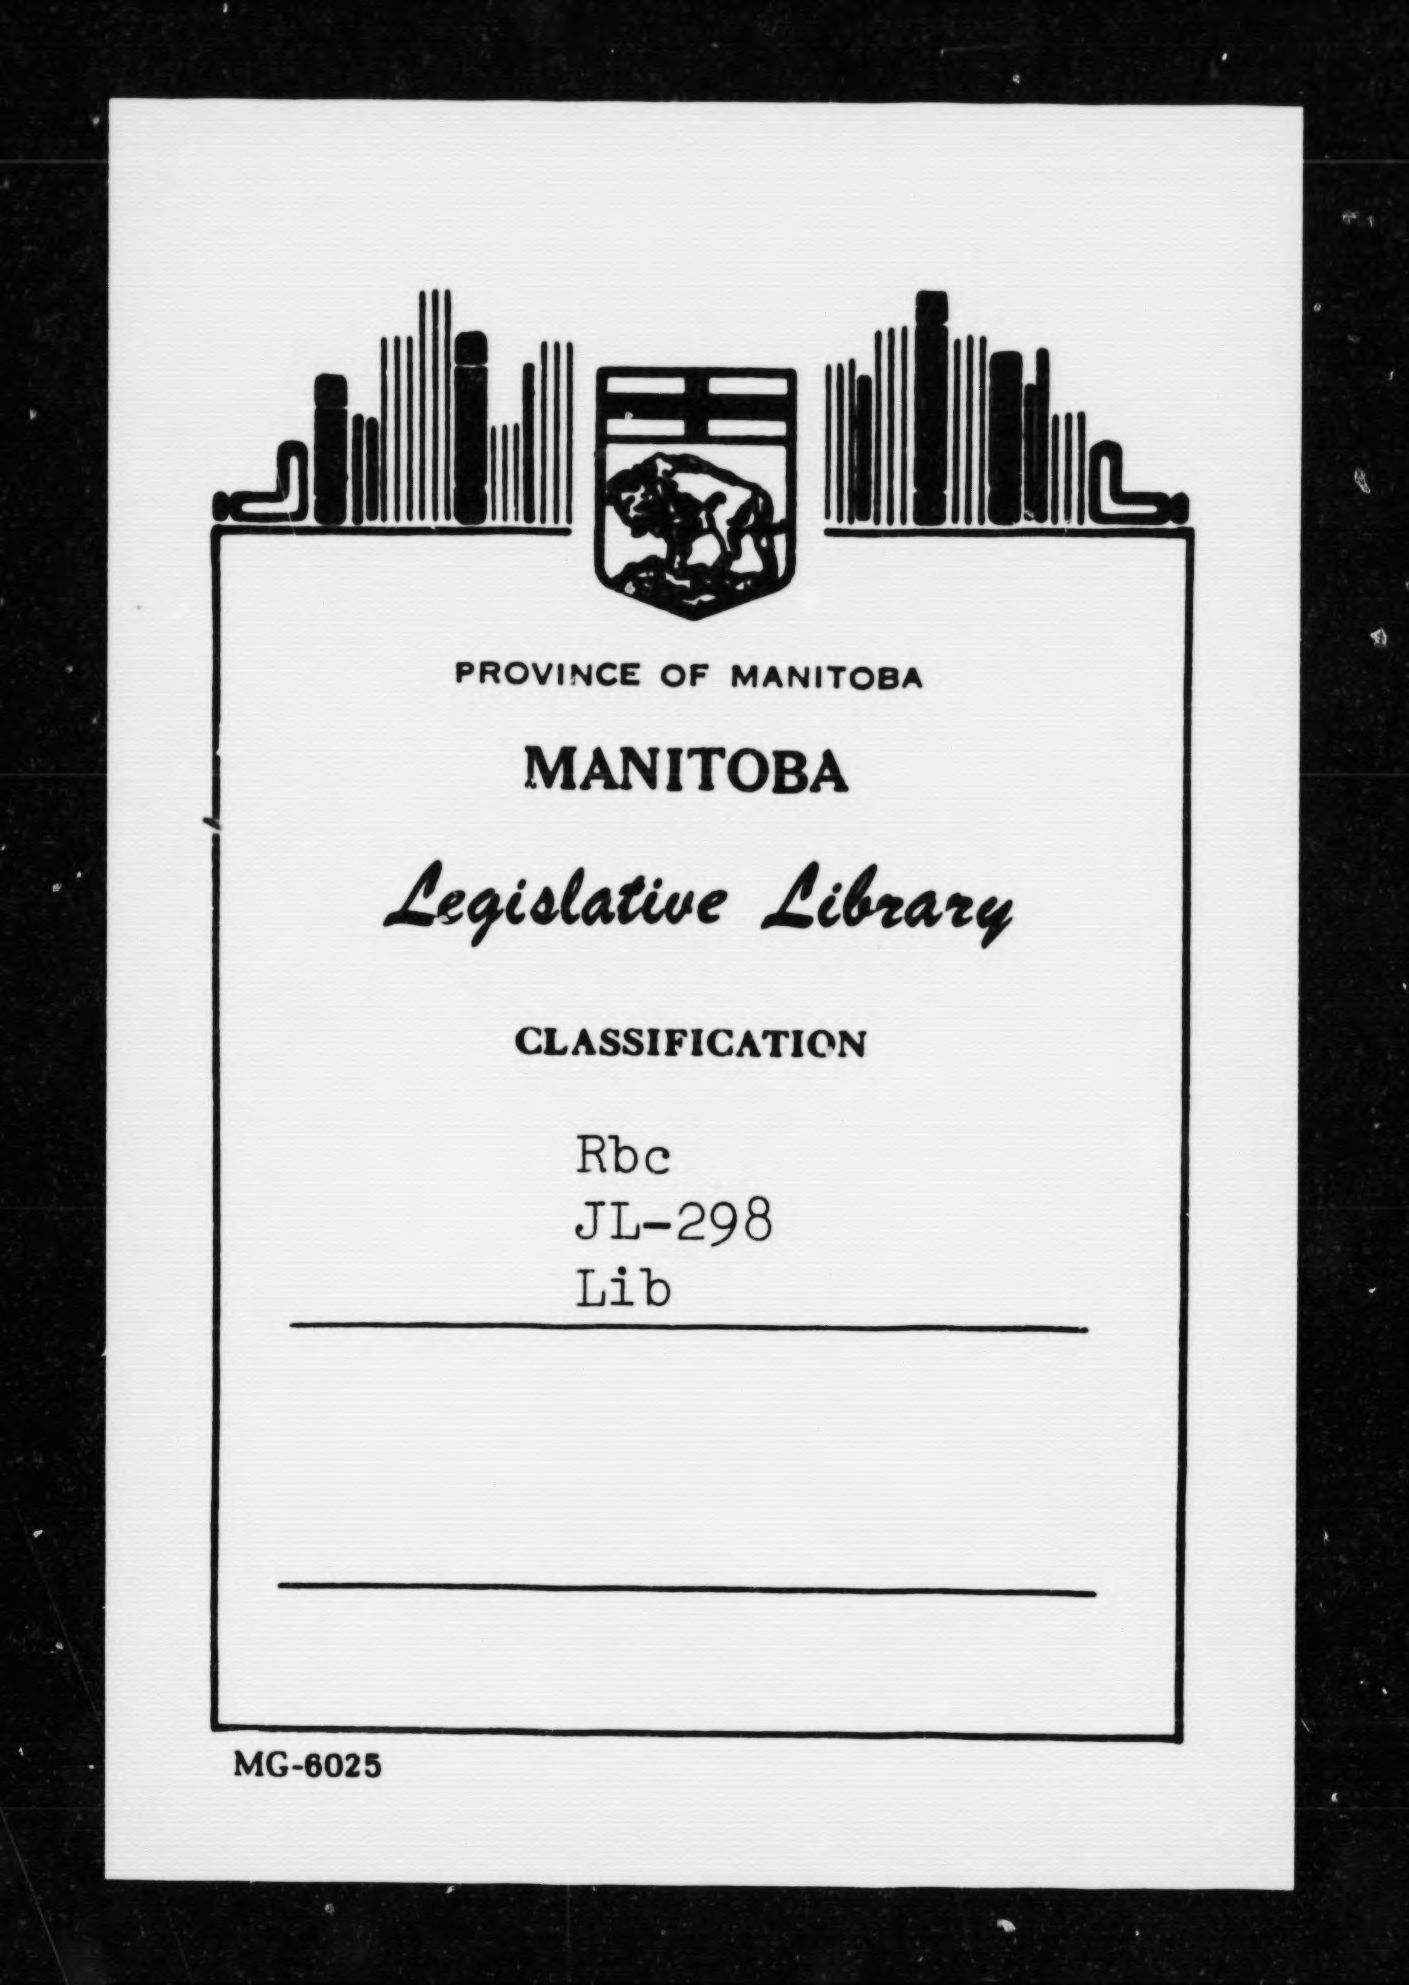 PROVINCE OF MANITOBA
MANITOBA
Legislative Library
CLASSIFICATION
Rbc
JL-298
Lib
MG-6025